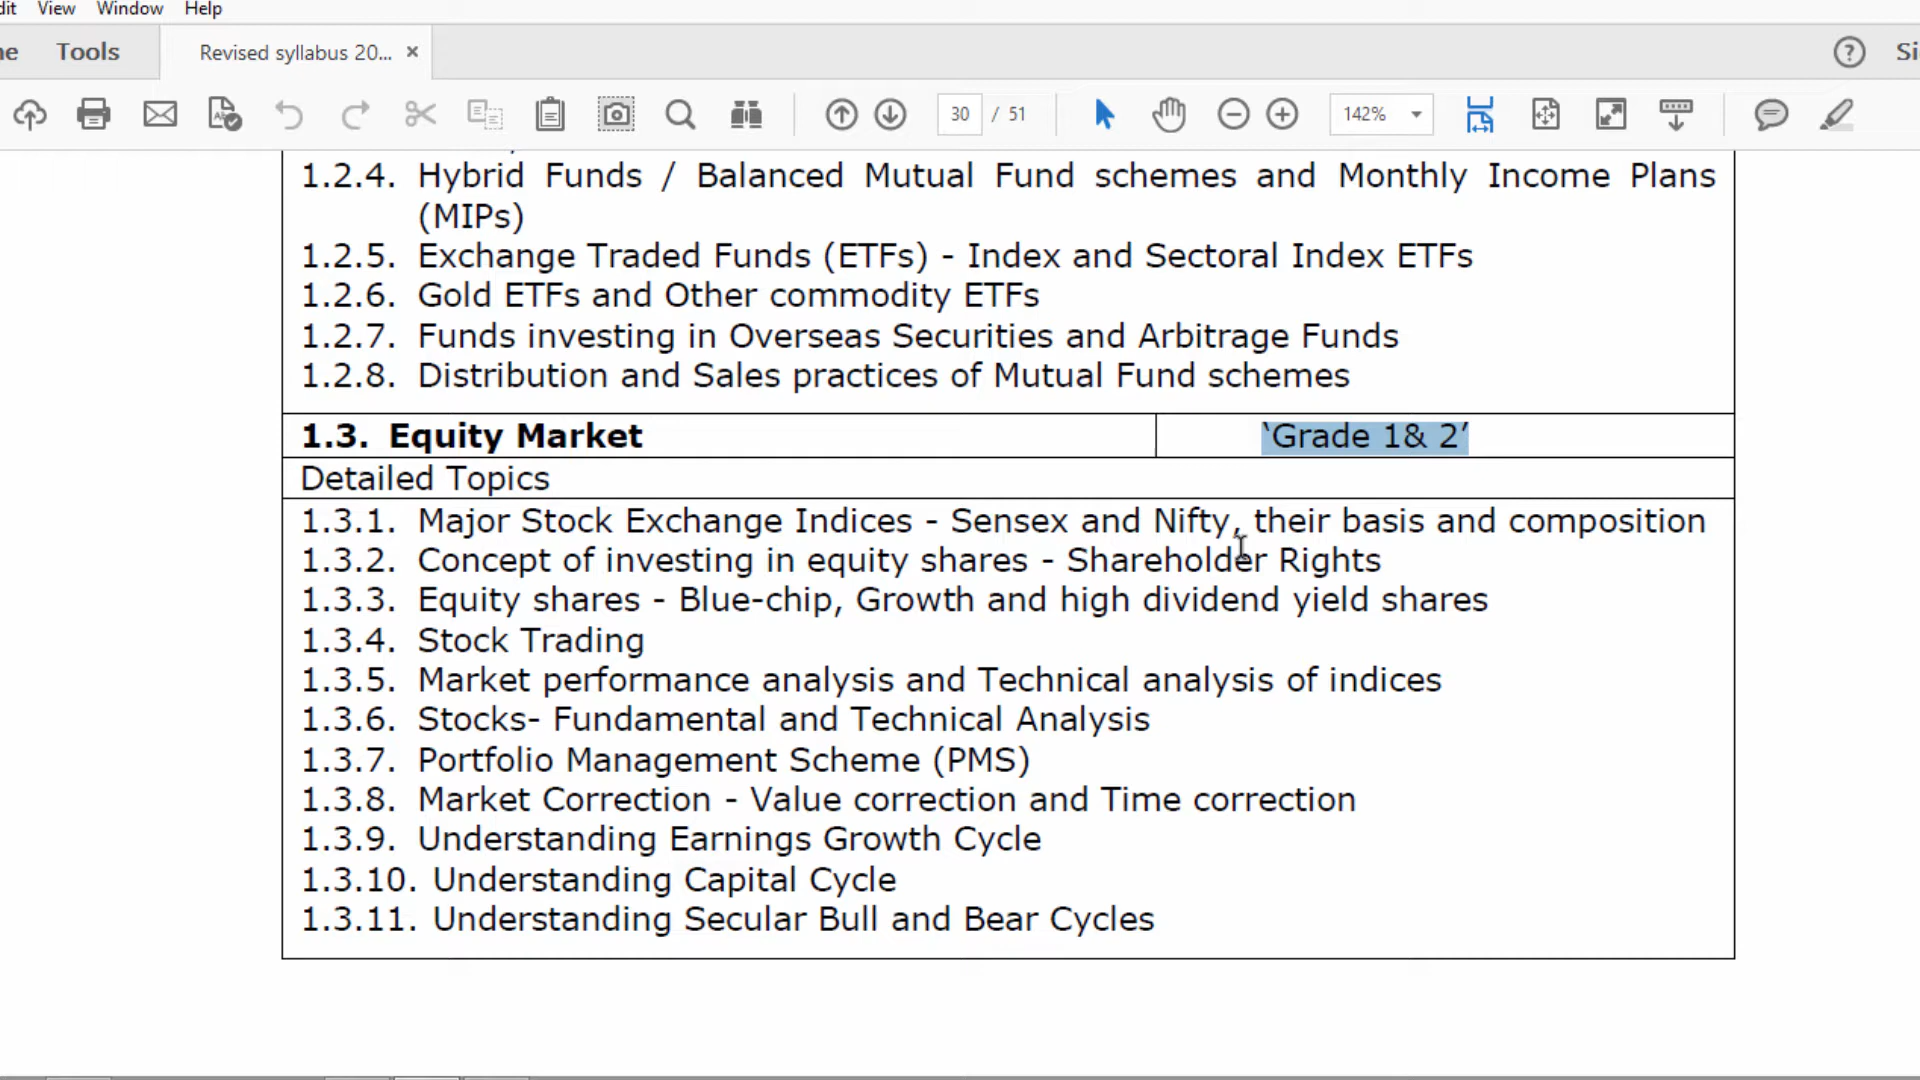 dit View Window Help
ne Tools Revised syllabus 20... × ? Si
30 / 51 142%
1.2.4. Hybrid Funds / Balanced Mutual Fund schemes and Monthly Income Plans
(MIPs)
1.2.5. Exchange Traded Funds (ETFs) - Index and Sectoral Index ETFs
1.2.6. Gold ETFs and Other commodity ETFs
1.2.7. Funds investing in Overseas Securities and Arbitrage Funds
1.2.8. Distribution and Sales practices of Mutual Fund schemes
1.3. Equity Market ‘Grade 1& 2’
Detailed Topics
1.3.1. Major Stock Exchange Indices - Sensex and Nifty, their basis and composition
1.3.2. Concept of investing in equity shares - Shareholder Rights
1.3.3. Equity shares - Blue-chip, Growth and high dividend yield shares
1.3.4. Stock Trading
1.3.5. Market performance analysis and Technical analysis of indices
1.3.6. Stocks- Fundamental and Technical Analysis
1.3.7. Portfolio Management Scheme (PMS)
1.3.8. Market Correction - Value correction and Time correction
1.3.9. Understanding Earnings Growth Cycle
1.3.10. Understanding Capital Cycle
1.3.11. Understanding Secular Bull and Bear Cycles